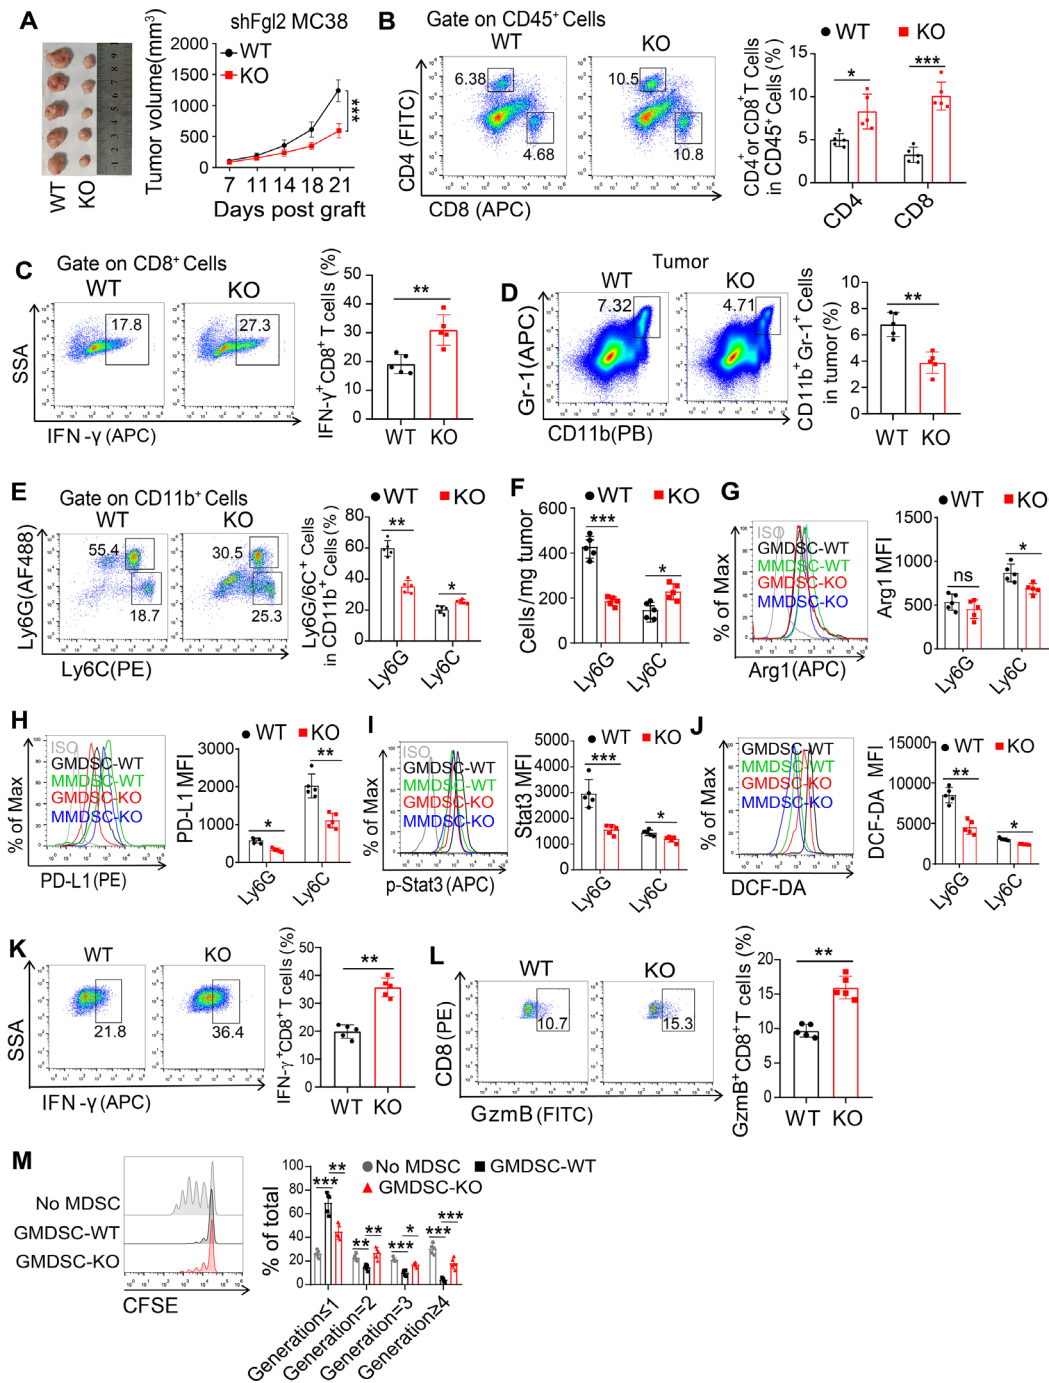 A
shFgl2 MC38
WT
KO
Tumor volume(mm³)
2000
1500
1000
500
0
7 11 14 18 21
Days post graft
***
WT KO
1 2 3 4 5 6 7 8 9
B
Gate on CD45⁺ Cells
WT KO
6.38
4.68
10.5
10.8
CD4 (FITC)
CD8 (APC)
WT KO
CD4⁺or CD8⁺T Cells
in CD45⁺ Cells (%)
15
10
5
0
* ***
CD4 CD8
C
Gate on CD8⁺ Cells
WT KO
17.8
27.3
SSA
IFN -γ (APC)
IFN-γ⁺CD8⁺ T cells (%)
50
40
30
20
10
0
**
WT KO
D
Tumor
WT KO
7.32
4.71
Gr-1(APC)
CD11b(PB)
CD11b⁺Gr-1⁺ Cells
in tumor (%)
10
8
6
4
2
0
**
WT KO
E
Gate on CD11b⁺ Cells
WT KO
55.4
18.7
30.5
25.3
Ly6G(AF488)
Ly6C(PE)
WT KO
Ly6G/6C⁺ Cells
in CD11b⁺ Cells (%)
80
60
40
20
0
** *
Ly6G Ly6C
F
WT KO
Cells/mg tumor
600
400
200
0
*** *
Ly6G Ly6C
G
ISO
GMDSC-WT
MMDSC-WT
GMDSC-KO
MMDSC-KO
% of Max
Arg1(APC)
WT KO
Arg1 MFI
1500
1000
500
0
ns *
Ly6G Ly6C
H
ISO
GMDSC-WT
MMDSC-WT
GMDSC-KO
MMDSC-KO
% of Max
PD-L1(PE)
WT KO
PD-L1 MFI
3000
2000
1000
0
* **
Ly6G Ly6C
I
ISO
GMDSC-WT
MMDSC-WT
GMDSC-KO
MMDSC-KO
% of Max
p-Stat3 (APC)
WT KO
Stat3 MFI
5000
4000
3000
2000
1000
0
*** *
Ly6G Ly6C
J
GMDSC-WT
MMDSC-WT
GMDSC-KO
MMDSC-KO
% of Max
DCF-DA
WT KO
DCF-DA MFI
15000
10000
5000
0
** *
Ly6G Ly6C
K
WT KO
21.8
36.4
SSA
IFN -γ (APC)
IFN-γ⁺CD8⁺T cells (%)
50
40
30
20
10
0
**
WT KO
L
WT KO
10.7
15.3
CD8 (PE)
GzmB(FITC)
GzmB⁺CD8⁺T cells (%)
20
15
10
5
0
**
WT KO
M
No MDSC
GMDSC-WT
GMDSC-KO
CFSE
No MDSC GMDSC-WT
GMDSC-KO
% of total
100
80
60
40
20
0
*** **
** **
*** *
*** ***
Generation≤1
Generation=2
Generation=3
Generation≥4